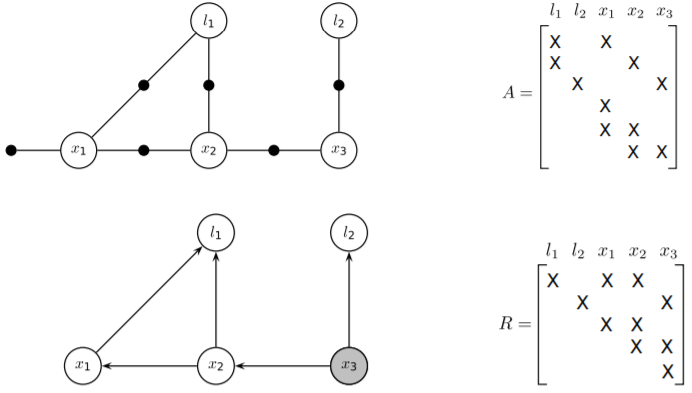 l₁ l₂
x₁ x₂ x₃
l₁ l₂ x₁ x₂ x₃
A =
X X
X X
X X
X
X X
X X
l₁ l₂
x₁ x₂ x₃
l₁ l₂ x₁ x₂ x₃
R =
X X X
X X
X X
X X
X